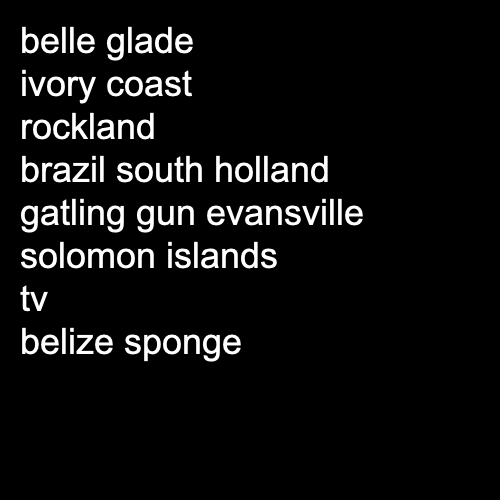 belle glade
ivory coast
rockland
brazil south holland
gatling gun evansville
solomon islands
tv
belize sponge